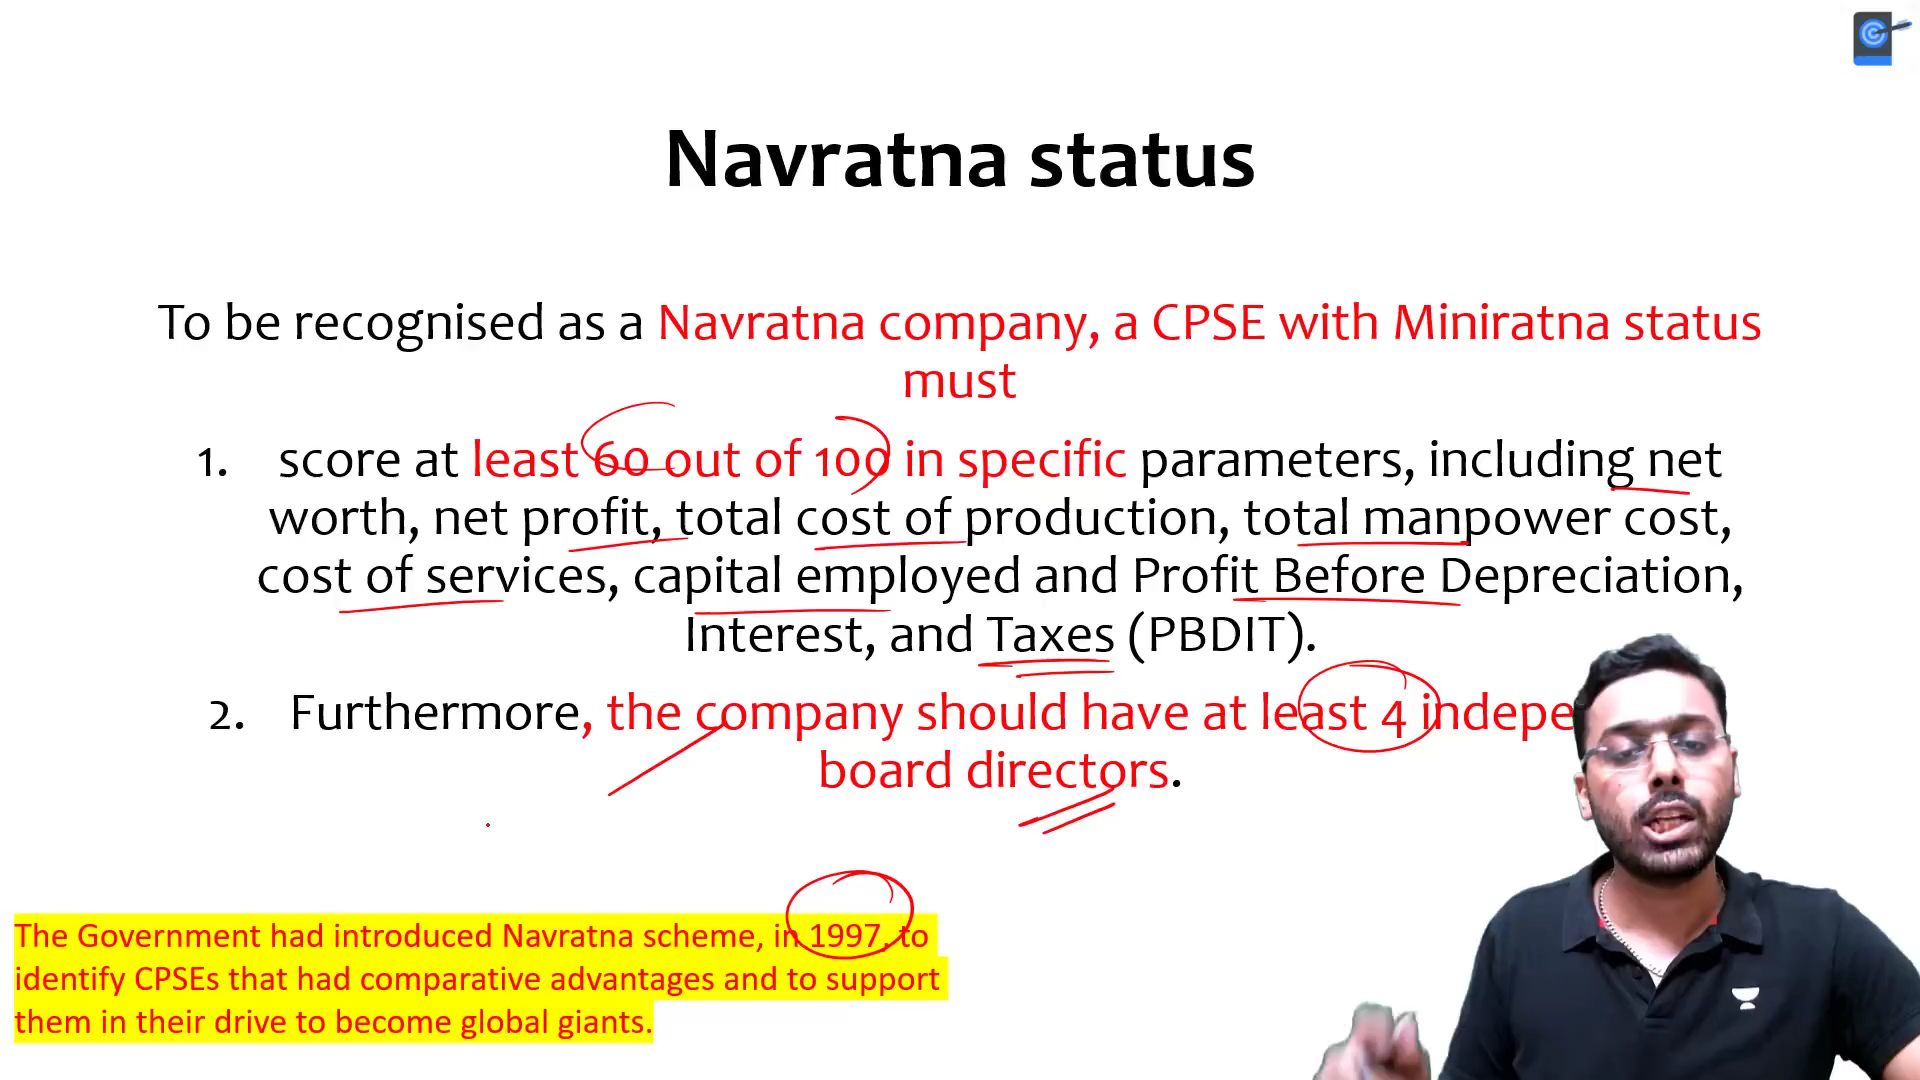 Navratna status
To be recognised as a Navratna company, a CPSE with Miniratna status
must
1. score at least 60 out of 100 in specific parameters, including net
worth, net profit, total cost of production, total manpower cost,
cost of services, capital employed and Profit Before Depreciation,
Interest, and Taxes (PBDIT).
2. Furthermore, the company should have at least 4
board directors.
The Government had introduced Navratna scheme, in 1997, to
identify CPSEs that had comparative advantages and to support
them in their drive to become global giants.